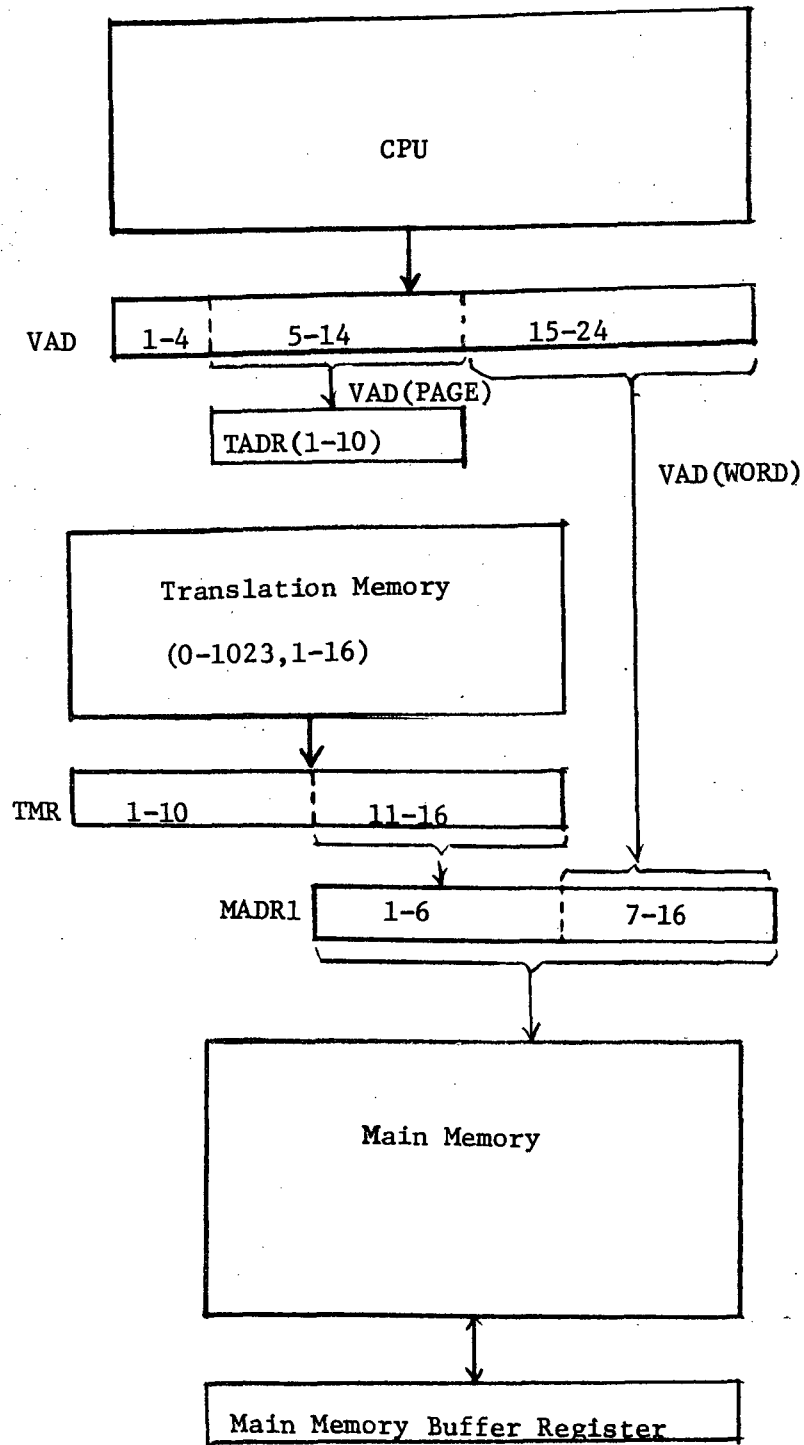 CPU
VAD 1-4 5-14 15-24
VAD(PAGE)
TADR(1-10)
VAD(WORD)
Translation Memory
(0-1023,1-16)
TMR 1-10 11-16
MADR1 1-6 7-16
Main Memory
Main Memory Buffer Register